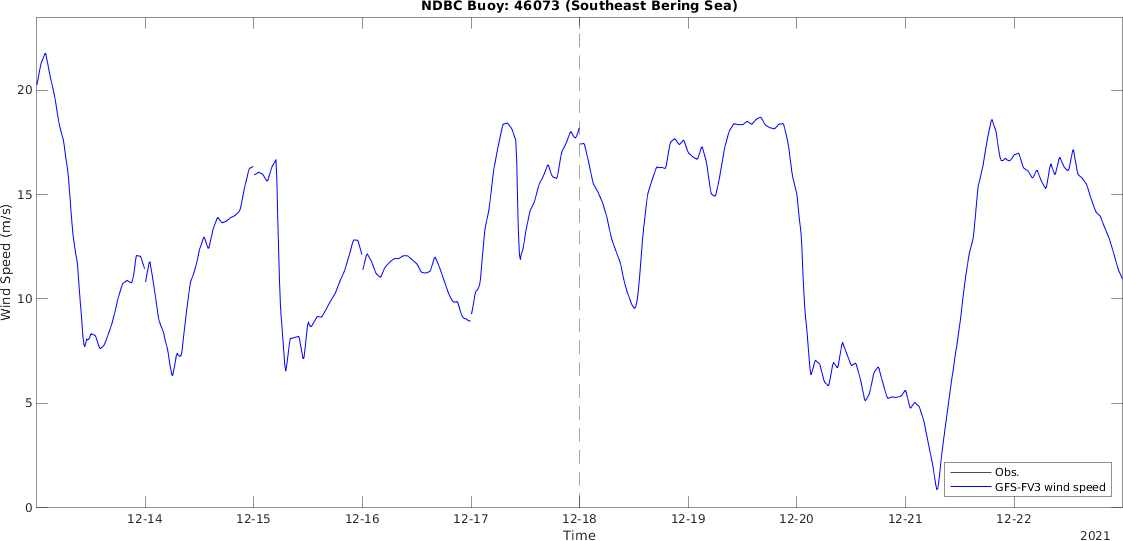 NDBC Buoy: 46073 (Southeast Bering Sea)
Wind Speed (m/s)
20
15
10
5
0
12-14 12-15 12-16 12-17 12-18 12-19 12-20 12-21 12-22
Time
2021
Obs.
GFS-FV3 wind speed